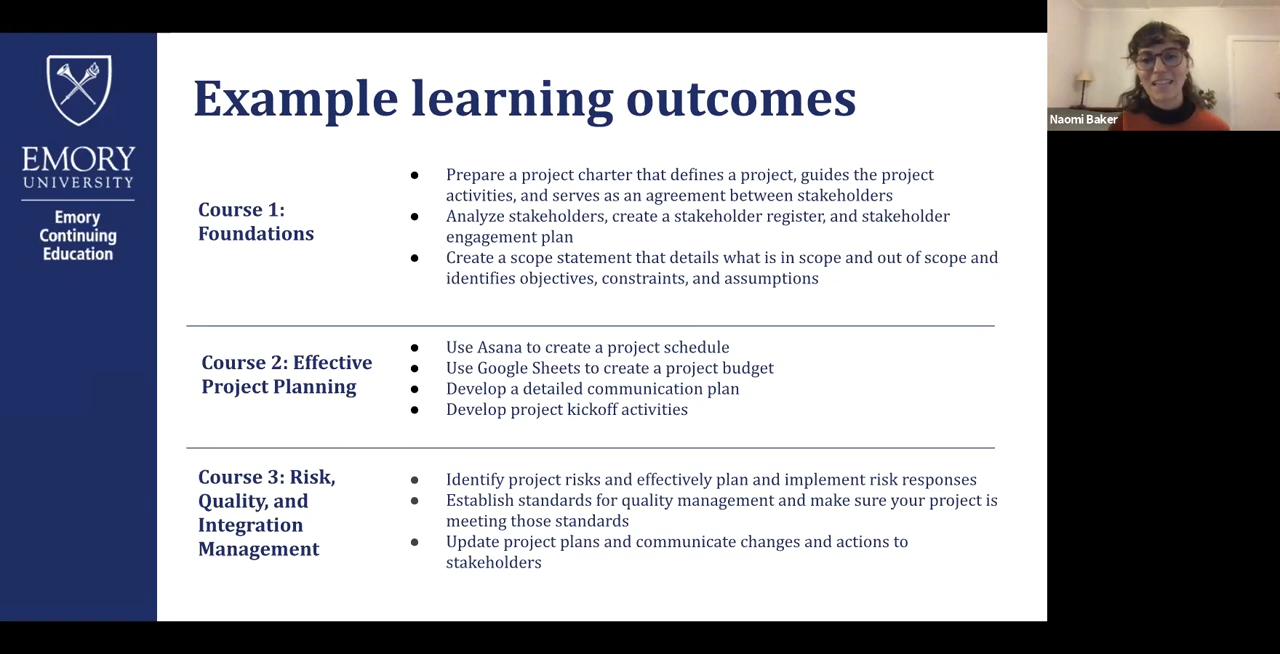 EMORY
UNIVERSITY
Emory
Continuing
Education
Example learning outcomes
Course 1:
Foundations
● Prepare a project charter that defines a project, guides the project
activities, and serves as an agreement between stakeholders
● Analyze stakeholders, create a stakeholder register, and stakeholder
engagement plan
● Create a scope statement that details what is in scope and out of scope and
identifies objectives, constraints, and assumptions
Course 2: Effective
Project Planning
● Use Asana to create a project schedule
● Use Google Sheets to create a project budget
● Develop a detailed communication plan
● Develop project kickoff activities
Course 3: Risk,
Quality, and
Integration
Management
● Identify project risks and effectively plan and implement risk responses
● Establish standards for quality management and make sure your project is
meeting those standards
● Update project plans and communicate changes and actions to
stakeholders
Naomi Baker